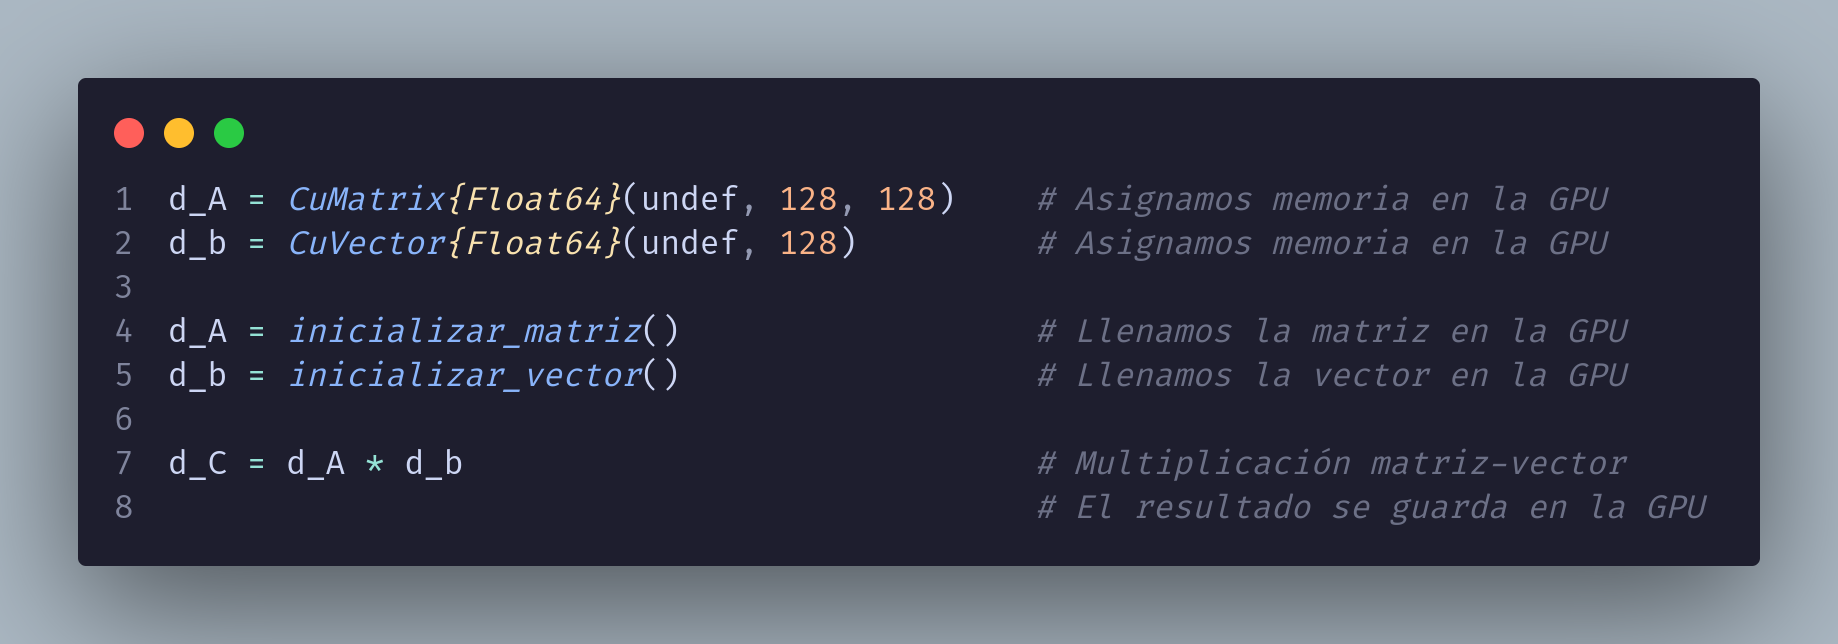 1 d_A = CuMatrix{Float64}(undef, 128, 128) # Asignamos memoria en la GPU
2 d_b = CuVector{Float64}(undef, 128) # Asignamos memoria en la GPU
3
4 d_A = inicializar_matriz() # Llenamos la matriz en la GPU
5 d_b = inicializar_vector() # Llenamos la vector en la GPU
6
7 d_C = d_A * d_b # Multiplicación matriz-vector
8 # El resultado se guarda en la GPU